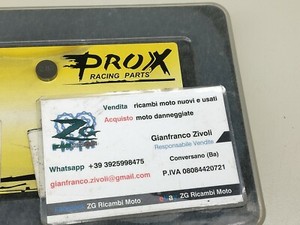 PROX
RACING PARTS
Vendita ricambi moto nuovi e usati
Acquisto moto danneggiate
ZG
Gianfranco Zivoli
Responsabile Vendite
Whatsapp +39 3925998475
Conversano (Ba)
gianfranco.zivoli@gmail.com
P.IVA 08084420721
ZG Ricambi Moto
ZG Ricambi Moto